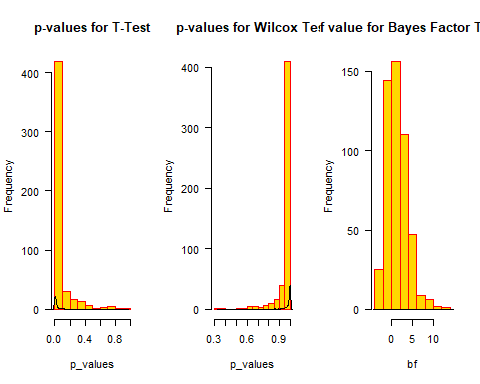 p-values for T-Test
Frequency
0
100
200
300
400
0.0
0.4
0.8
p_values
p-values for Wilcox Te
Frequency
0
100
200
300
400
0.3
0.6
0.9
p_values
f value for Bayes Factor T
Frequency
0
50
100
150
0
5
10
bf